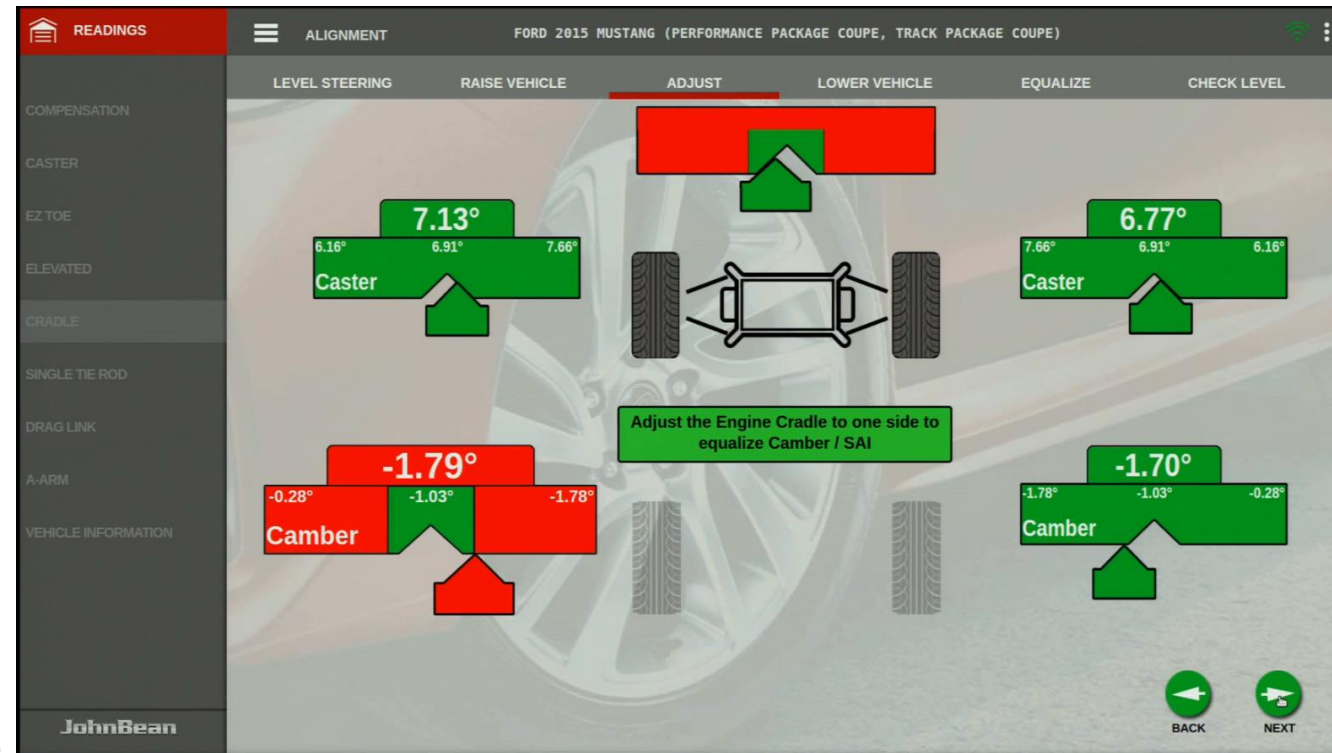 READINGS
ALIGNMENT
FORD 2015 MUSTANG (PERFORMANCE PACKAGE COUPE, TRACK PACKAGE COUPE)
LEVEL STEERING
RAISE VEHICLE
ADJUST
LOWER VEHICLE
EQUALIZE
CHECK LEVEL
COMPENSATION
CASTER
EZ TOE
ELEVATED
CRADLE
SINGLE TIE ROD
DRAG LINK
A-ARM
VEHICLE INFORMATION
7.13°
6.16° 6.91° 7.66°
Caster
6.77°
7.66° 6.91° 6.16°
Caster
Adjust the Engine Cradle to one side to
equalize Camber / SAI
-1.79°
-0.28° -1.03° -1.78°
Camber
-1.70°
-1.78° -1.03° -0.28°
Camber
JohnBean
BACK
NEXT